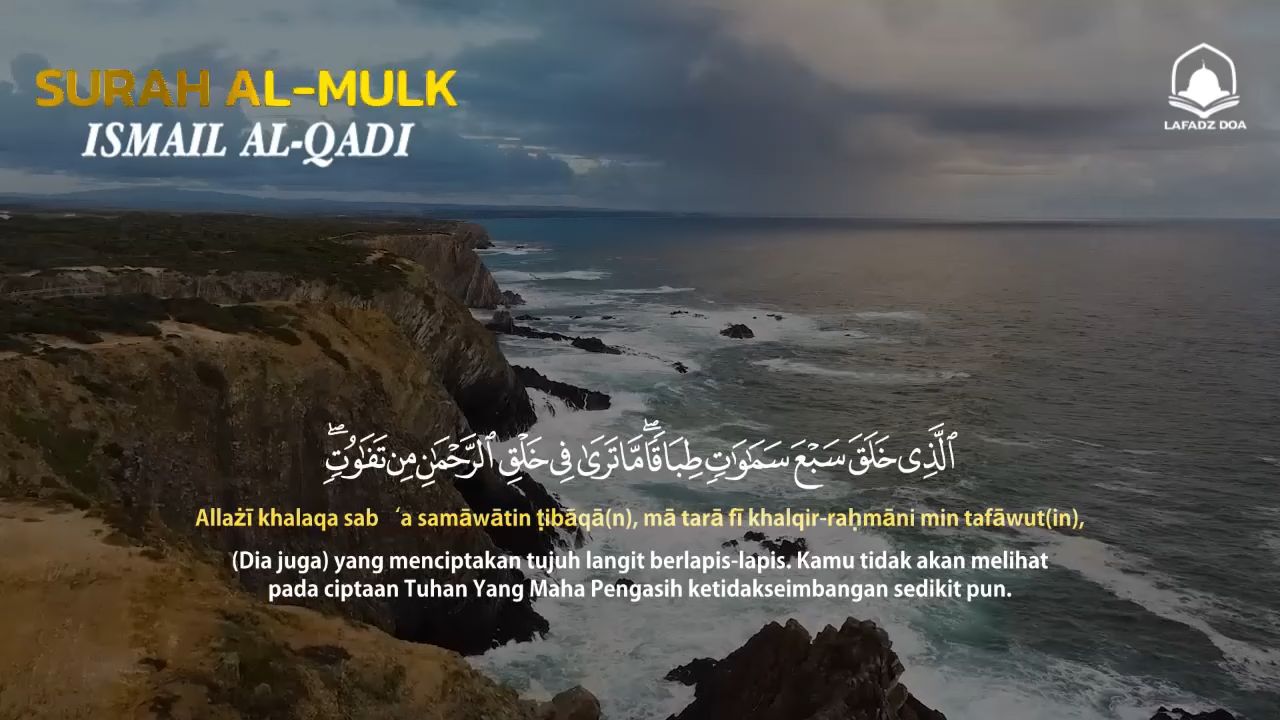 SURAH AL-MULK
ISMAIL AL-QADI
LAFADZ DOA
ٱلَّذِى خَلَقَ سَبْعَ سَمَـٰوَٰتٍ طِبَاقًا ۖ مَّا تَرَىٰ فِى خَلْقِ ٱلرَّحْمَـٰنِ مِن تَفَـٰوُتٍ ۖ
Allażī khalaqa sab ‘a samāwātin ṭibāqā(n), mā tarā fī khalqir-raḥmāni min tafāwut(in),
(Dia juga) yang menciptakan tujuh langit berlapis-lapis. Kamu tidak akan melihat
pada ciptaan Tuhan Yang Maha Pengasih ketidakseimbangan sedikit pun.